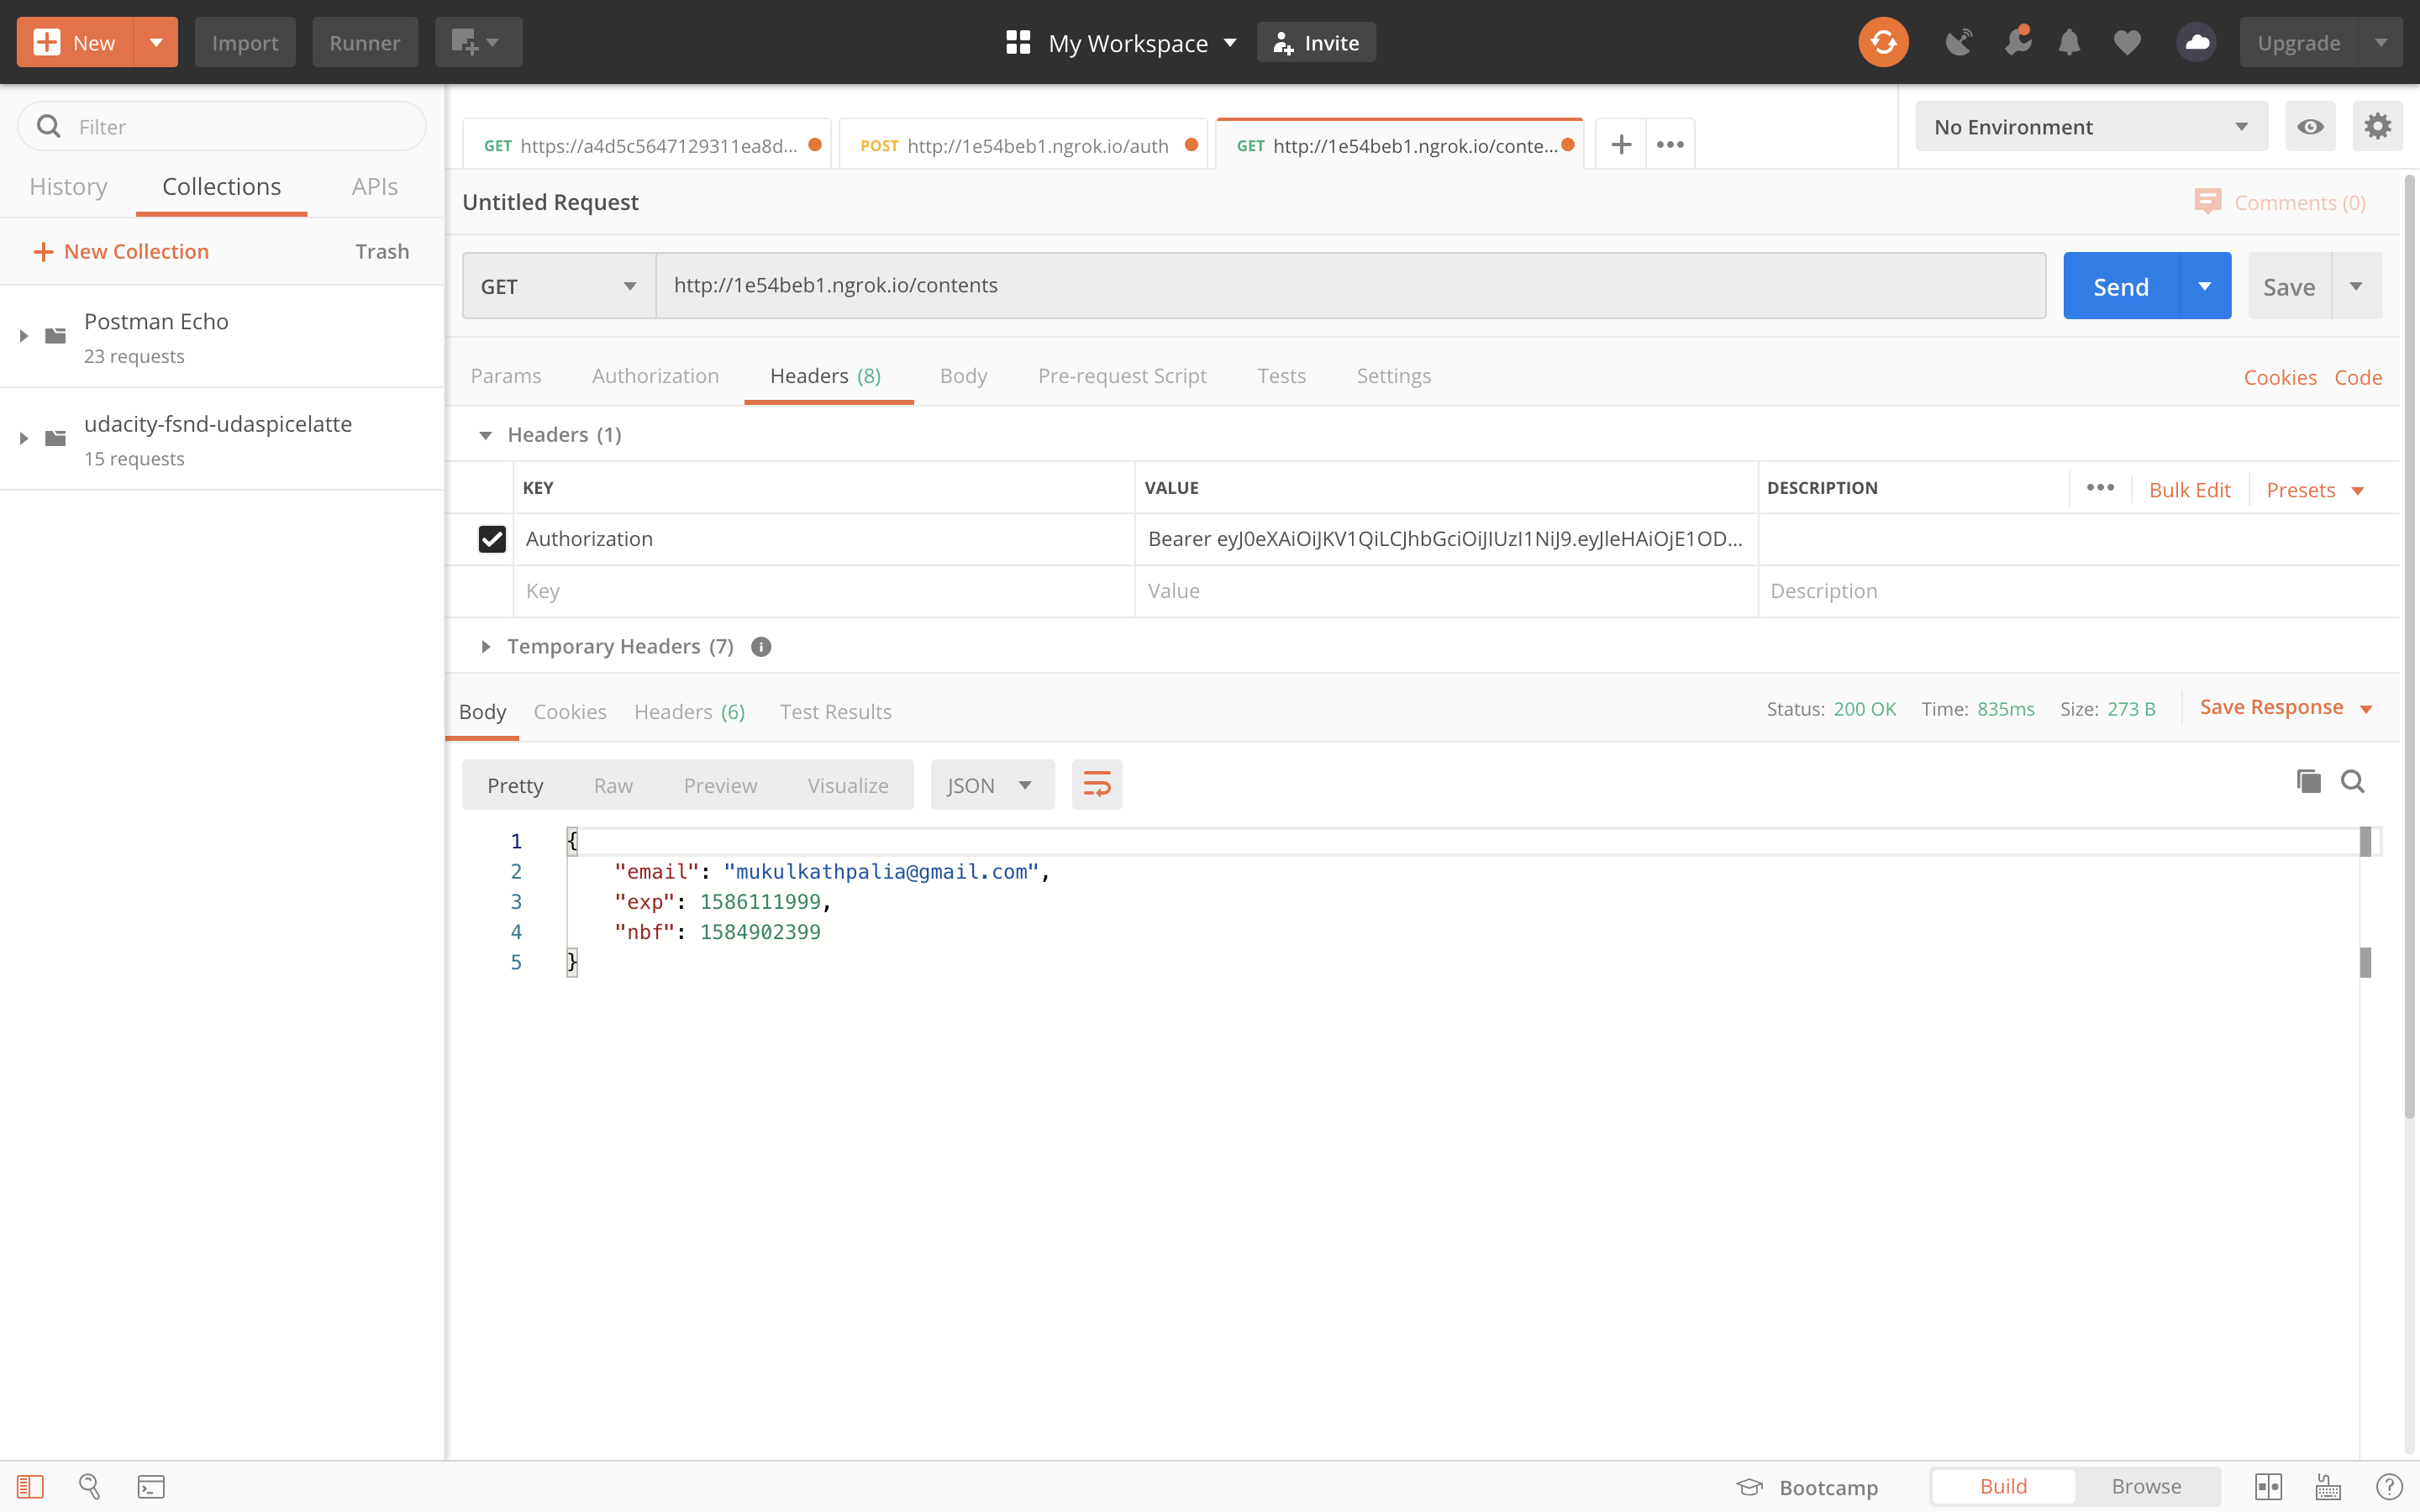 New Import Runner My Workspace Invite Upgrade
Filter
History Collections APIs
New Collection Trash
Postman Echo
23 requests
udacity-fsnd-udaspicelatte
15 requests
GET https://a4d5c5647129311ea8d... POST http://1e54beb1.ngrok.io/auth GET http://1e54beb1.ngrok.io/conte... No Environment
Untitled Request Comments (0)
GET http://1e54beb1.ngrok.io/contents Send Save
Params Authorization Headers (8) Body Pre-request Script Tests Settings Cookies Code
Headers (1)
KEY VALUE DESCRIPTION Bulk Edit Presets
Authorization Bearer eyJ0eXAiOiJKV1QiLCJhbGciOiJIUzI1NiJ9.eyJleHAiOjE1OD...
Key Value Description
Temporary Headers (7)
Body Cookies Headers (6) Test Results Status: 200 OK Time: 835ms Size: 273 B Save Response
Pretty Raw Preview Visualize JSON
1 {
2 "email": "mukulkathpalia@gmail.com",
3 "exp": 1586111999,
4 "nbf": 1584902399
5 }
Bootcamp Build Browse